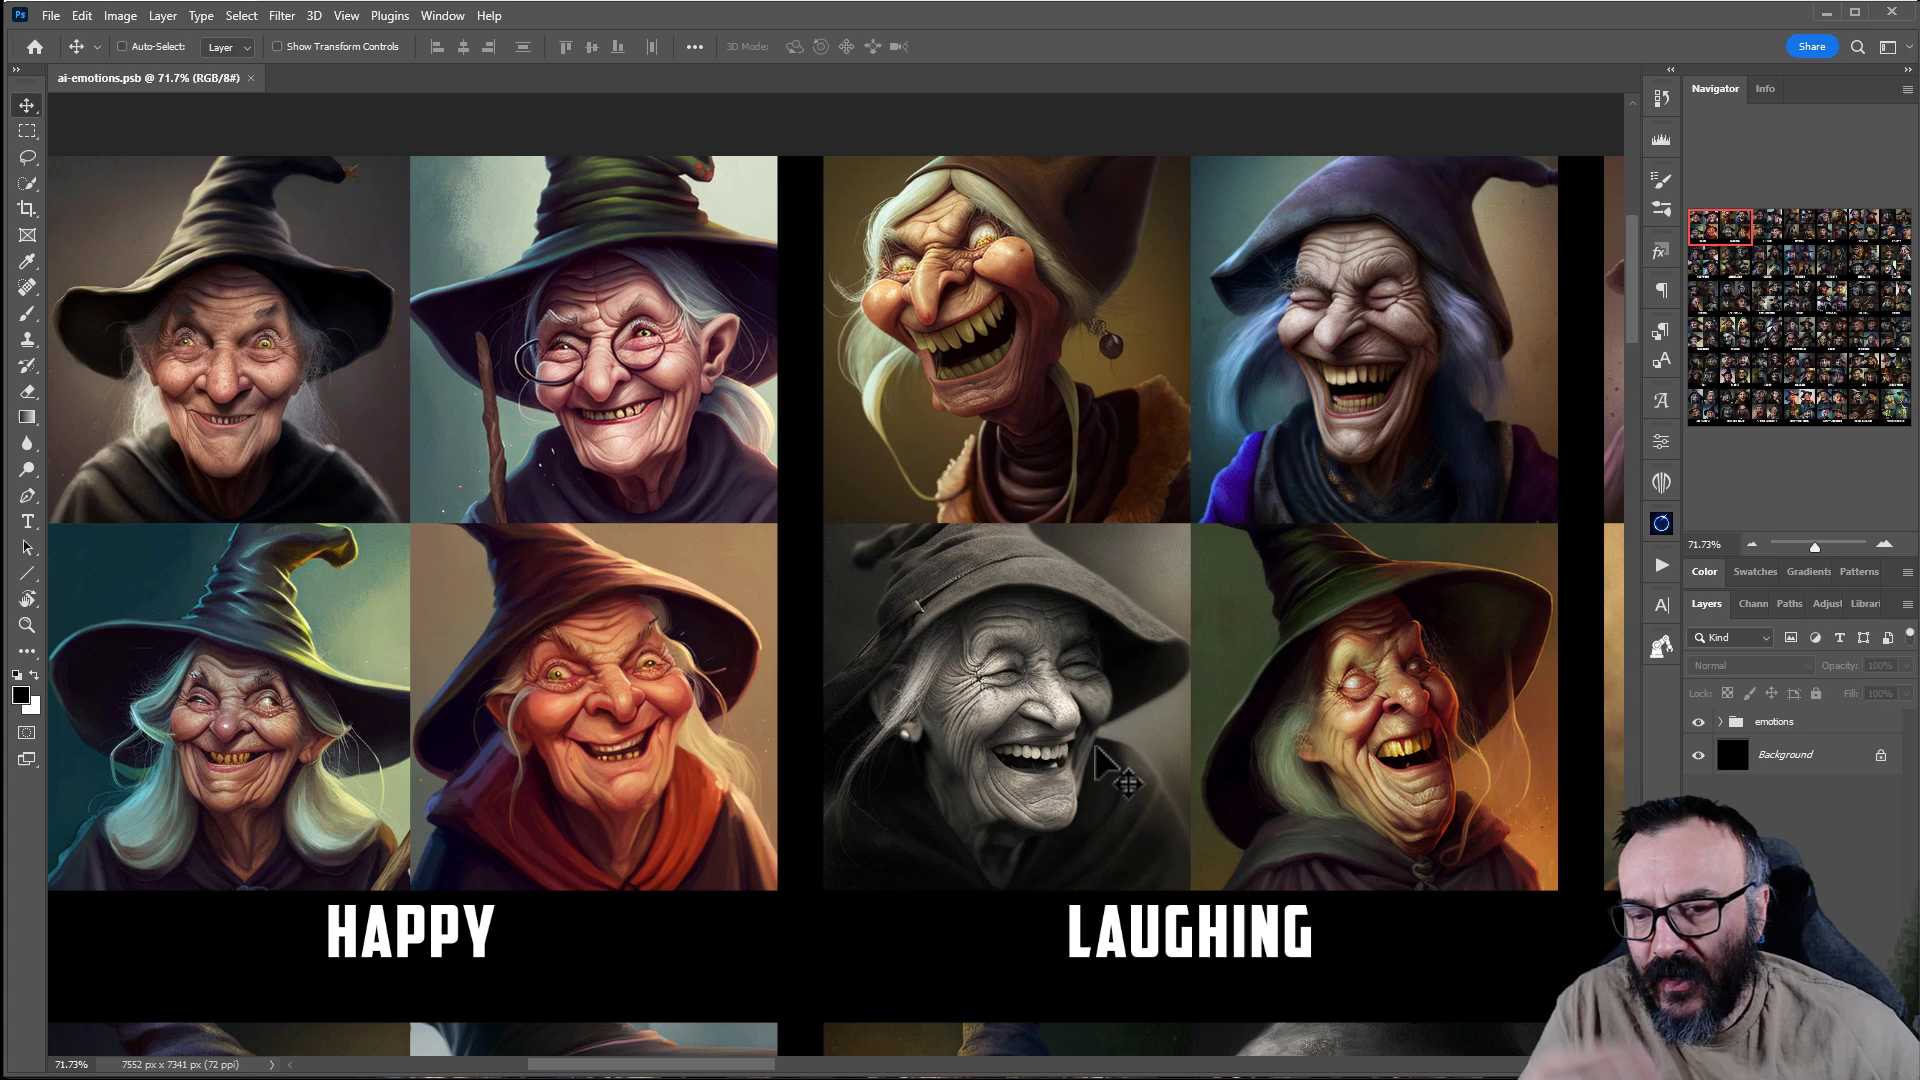 Ps File Edit Image Layer Type Select Filter 3D View Plugins Window Help
Auto-Select: Layer Show Transform Controls 3D Mode: Share
ai-emotions.psb @ 71.7% (RGB/8#)
Navigator Info
71.73%
Color Swatches Gradients Patterns
Layers Chann Paths Adjust Librari
Kind
Normal Opacity: 100%
Lock: Fill: 100%
emotions
Background
HAPPY LAUGHING
71.73% 7552 px x 7341 px (72 ppi)